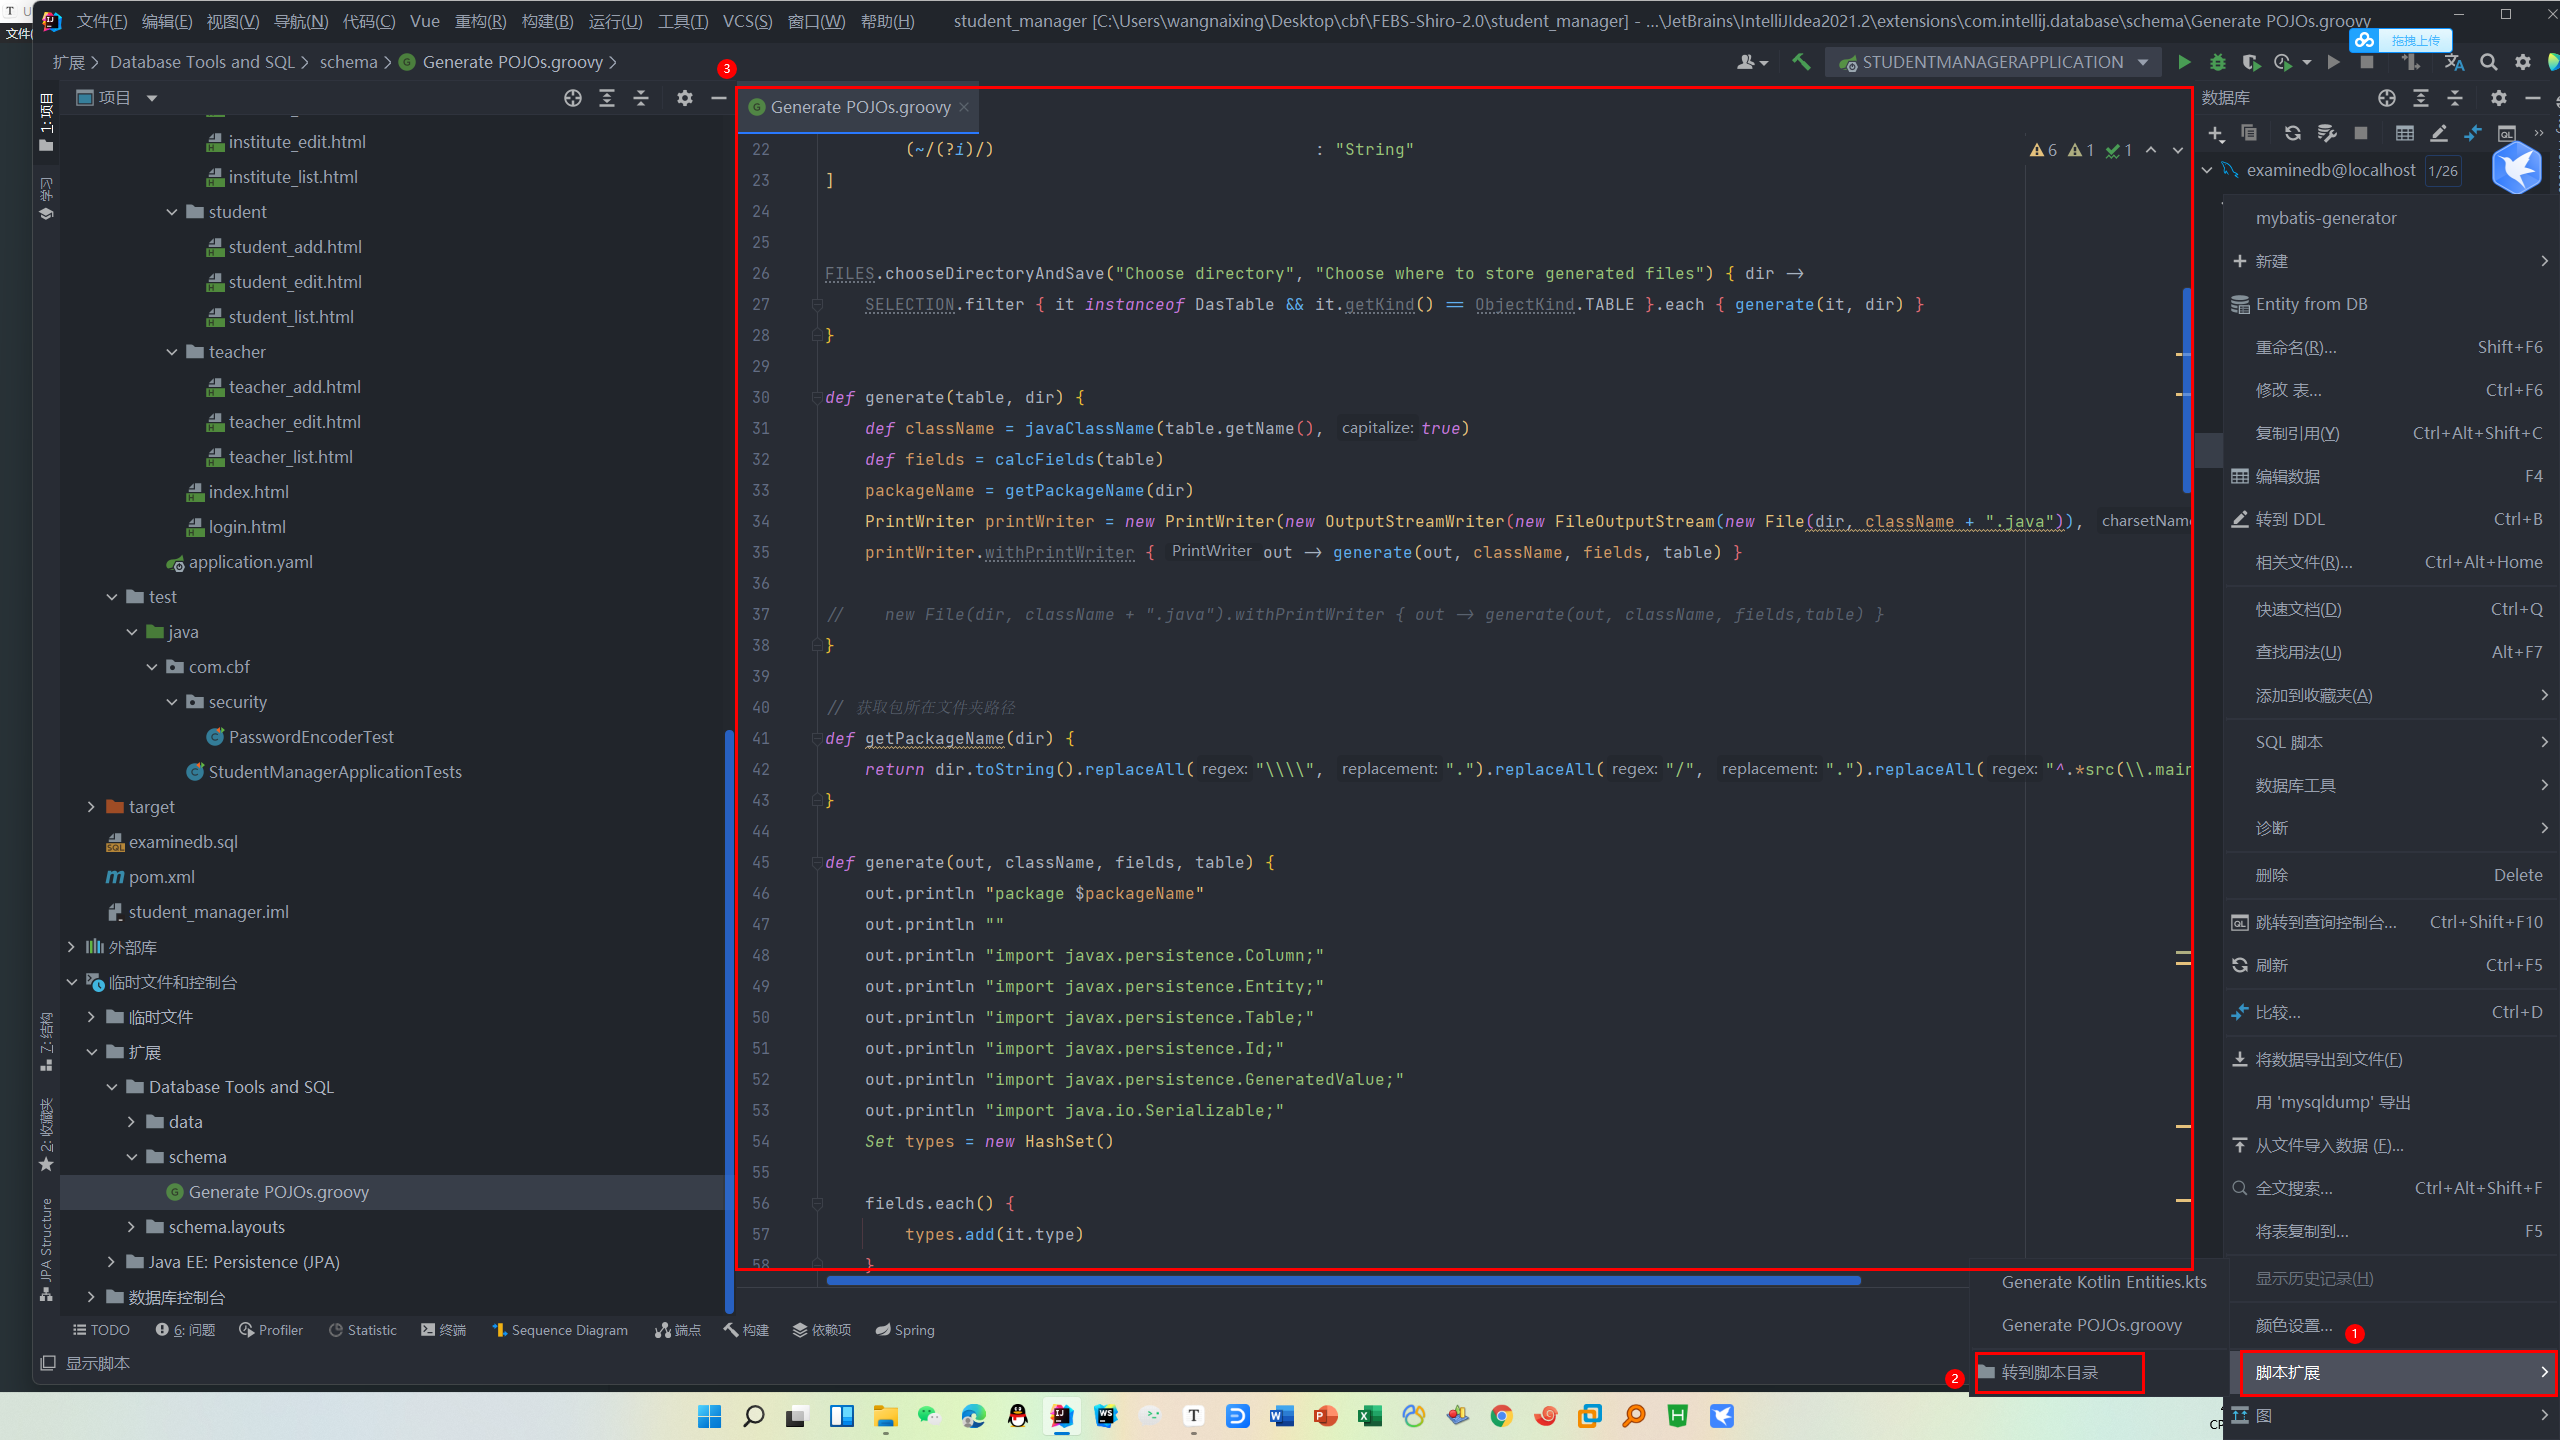 文件(F) 编辑(E) 视图(V) 导航(N) 代码(C) Vue 重构(R) 构建(B) 运行(U) 工具(T) VCS(S) 窗口(W) 帮助(H) student_manager [C:\Users\wangnaixing\Desktop\cbf\FEBS-Shiro-2.0\student_manager] - ...\JetBrains\IntelliJIdea2021.2\extensions\com.intellij.database\schema\Generate POJOs.groovy
拖拽上传
扩展 Database Tools and SQL schema Generate POJOs.groovy
STUDENTMANAGERAPPLICATION
1: 项目
学习
Z: 结构
2: 收藏夹
JPA Structure
项目
institute_edit.html
institute_list.html
student
student_add.html
student_edit.html
student_list.html
teacher
teacher_add.html
teacher_edit.html
teacher_list.html
index.html
login.html
application.yaml
test
java
com.cbf
security
PasswordEncoderTest
StudentManagerApplicationTests
target
examinedb.sql
pom.xml
student_manager.iml
外部库
临时文件和控制台
临时文件
扩展
Database Tools and SQL
data
schema
Generate POJOs.groovy
schema.layouts
Java EE: Persistence (JPA)
数据库控制台
3
Generate POJOs.groovy
6 1 1
22 (~/(?i)/) : "String"
23 ]
24
25
26 FILES.chooseDirectoryAndSave("Choose directory", "Choose where to store generated files") { dir ->
27 SELECTION.filter { it instanceof DasTable && it.getKind() == ObjectKind.TABLE }.each { generate(it, dir) }
28 }
29
30 def generate(table, dir) {
31 def className = javaClassName(table.getName(), capitalize: true)
32 def fields = calcFields(table)
33 packageName = getPackageName(dir)
34 PrintWriter printWriter = new PrintWriter(new OutputStreamWriter(new FileOutputStream(new File(dir, className + ".java")), charsetName
35 printWriter.withPrintWriter { PrintWriter out -> generate(out, className, fields, table) }
36
37 // new File(dir, className + ".java").withPrintWriter { out -> generate(out, className, fields,table) }
38 }
39
40 // 获取包所在文件夹路径
41 def getPackageName(dir) {
42 return dir.toString().replaceAll( regex: "\\\\", replacement: ".").replaceAll( regex: "/", replacement: ".").replaceAll( regex: "^.*src(\\.main
43 }
44
45 def generate(out, className, fields, table) {
46 out.println "package $packageName"
47 out.println ""
48 out.println "import javax.persistence.Column;"
49 out.println "import javax.persistence.Entity;"
50 out.println "import javax.persistence.Table;"
51 out.println "import javax.persistence.Id;"
52 out.println "import javax.persistence.GeneratedValue;"
53 out.println "import java.io.Serializable;"
54 Set types = new HashSet()
55
56 fields.each() {
57 types.add(it.type)
58 }
数据库
examinedb@localhost 1/26
mybatis-generator
新建
Entity from DB
重命名(R)... Shift+F6
修改 表... Ctrl+F6
复制引用(Y) Ctrl+Alt+Shift+C
编辑数据 F4
转到 DDL Ctrl+B
相关文件(R)... Ctrl+Alt+Home
快速文档(D) Ctrl+Q
查找用法(U) Alt+F7
添加到收藏夹(A)
SQL 脚本
数据库工具
诊断
删除 Delete
跳转到查询控制台... Ctrl+Shift+F10
刷新 Ctrl+F5
比较... Ctrl+D
将数据导出到文件(F)
用 'mysqldump' 导出
从文件导入数据 (F)...
全文搜索... Ctrl+Alt+Shift+F
将表复制到... F5
显示历史记录(H)
颜色设置...
1
脚本扩展
图
Generate Kotlin Entities.kts
Generate POJOs.groovy
2
转到脚本目录
TODO 6: 问题 Profiler Statistic 终端 Sequence Diagram 端点 构建 依赖项 Spring
显示脚本